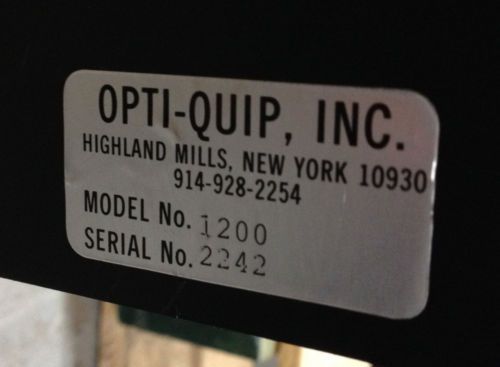 OPTI-QUIP, INC.
HIGHLAND MILLS, NEW YORK 10930
914-928-2254
MODEL No. 1200
SERIAL No. 2242